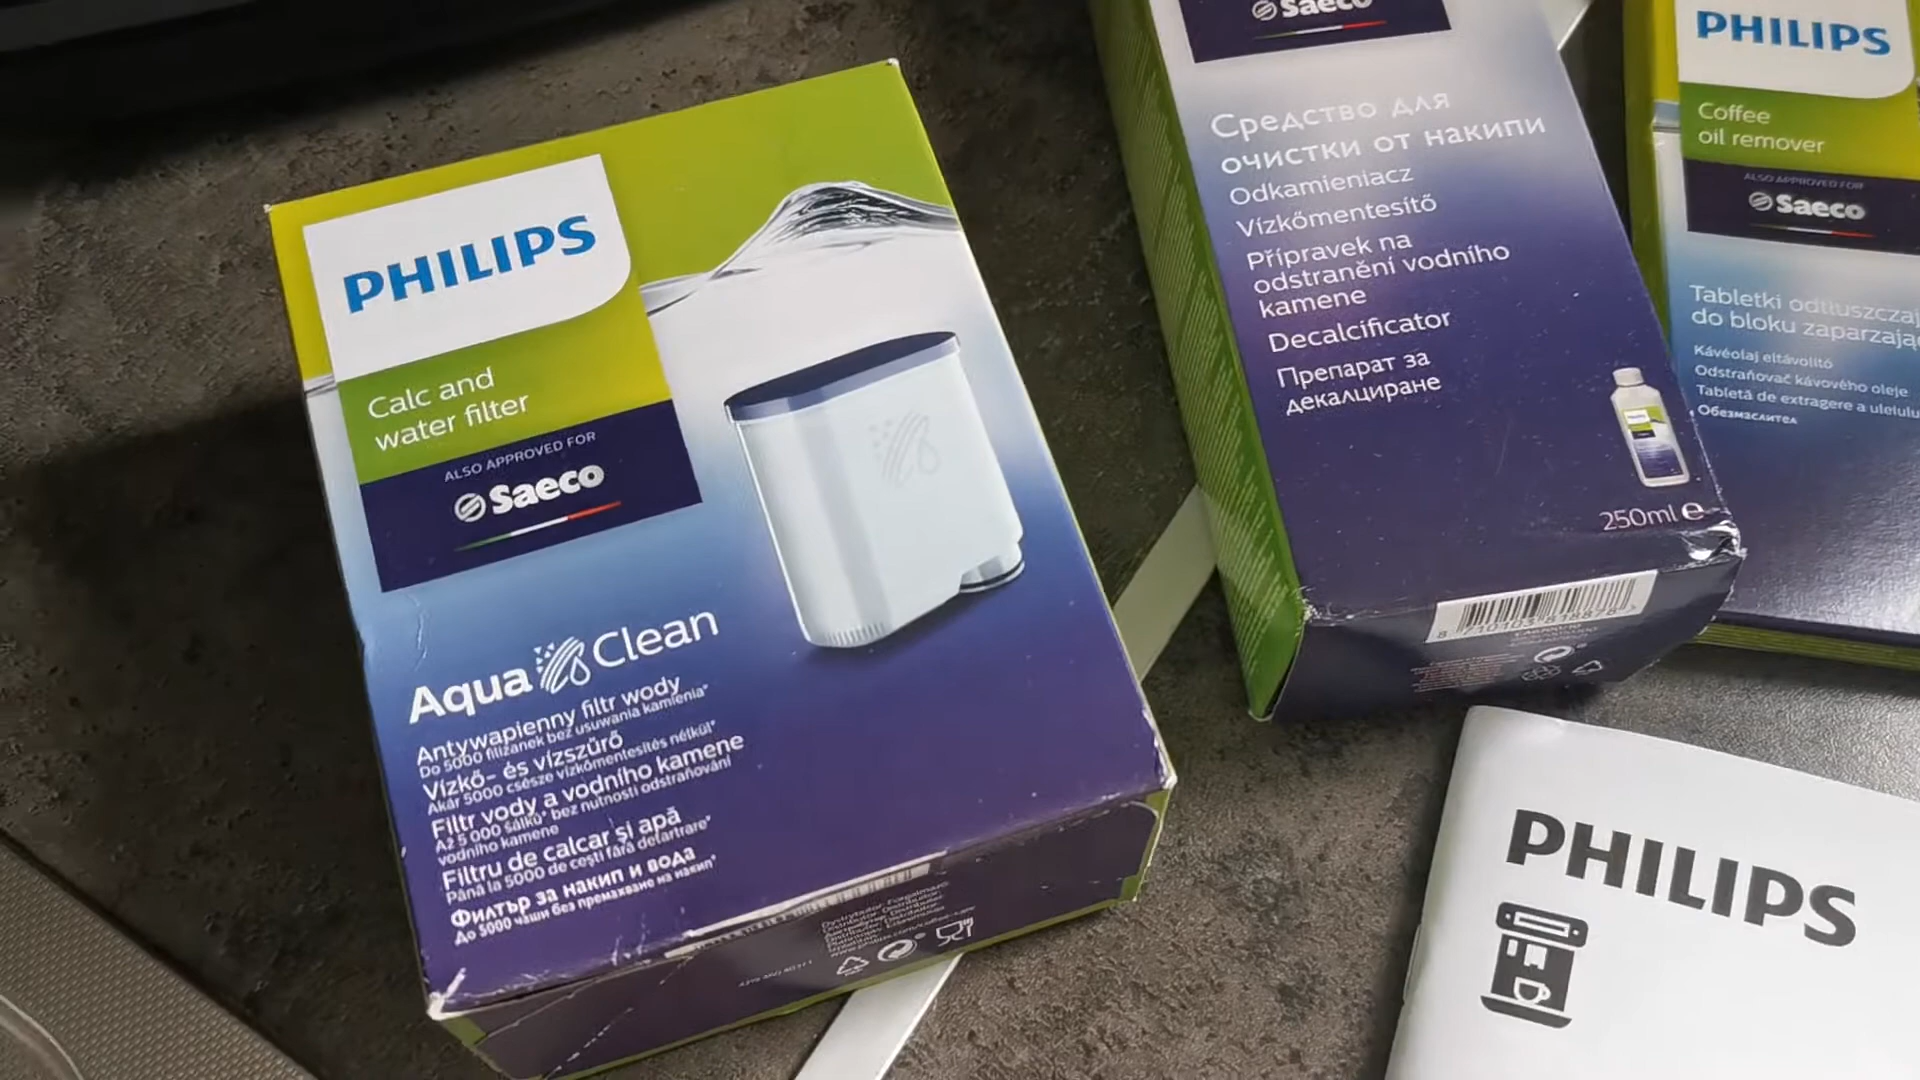 PHILIPS
Calc and
water filter
ALSO APPROVED FOR
Saeco
Aqua Clean
Antywapienny filtr wody
Do 5000 filiżanek bez usuwania kamienia*
Vízkő- és vízszűrő
Akár 5000 csésze vízkőmentesítés nélkül*
Filtr vody a vodního kamene
Až 5 000 šálků* bez nutnosti odstraňování
vodního kamene
Filtru de calcar și apă
Până la 5000 de cești fără detartrare*
Филтър за накип и вода
До 5000 чаши без премахване на накип*
Saeco
Средство для
очистки от накипи
Odkamieniacz
Vízkőmentesítő
Přípravek na
odstranění vodního
kamene
Decalcificator
Препарат за
декалциране
PHILIPS
250ml e
PHILIPS
Coffee
oil remover
ALSO APPROVED FOR
Saeco
Tabletki odtłuszczaj
do bloku zaparzają
Kávéolaj eltávolító
Odstraňovač kávového oleje
Tabletă de extragere a uleiulu
Обезмаслител
PHILIPS